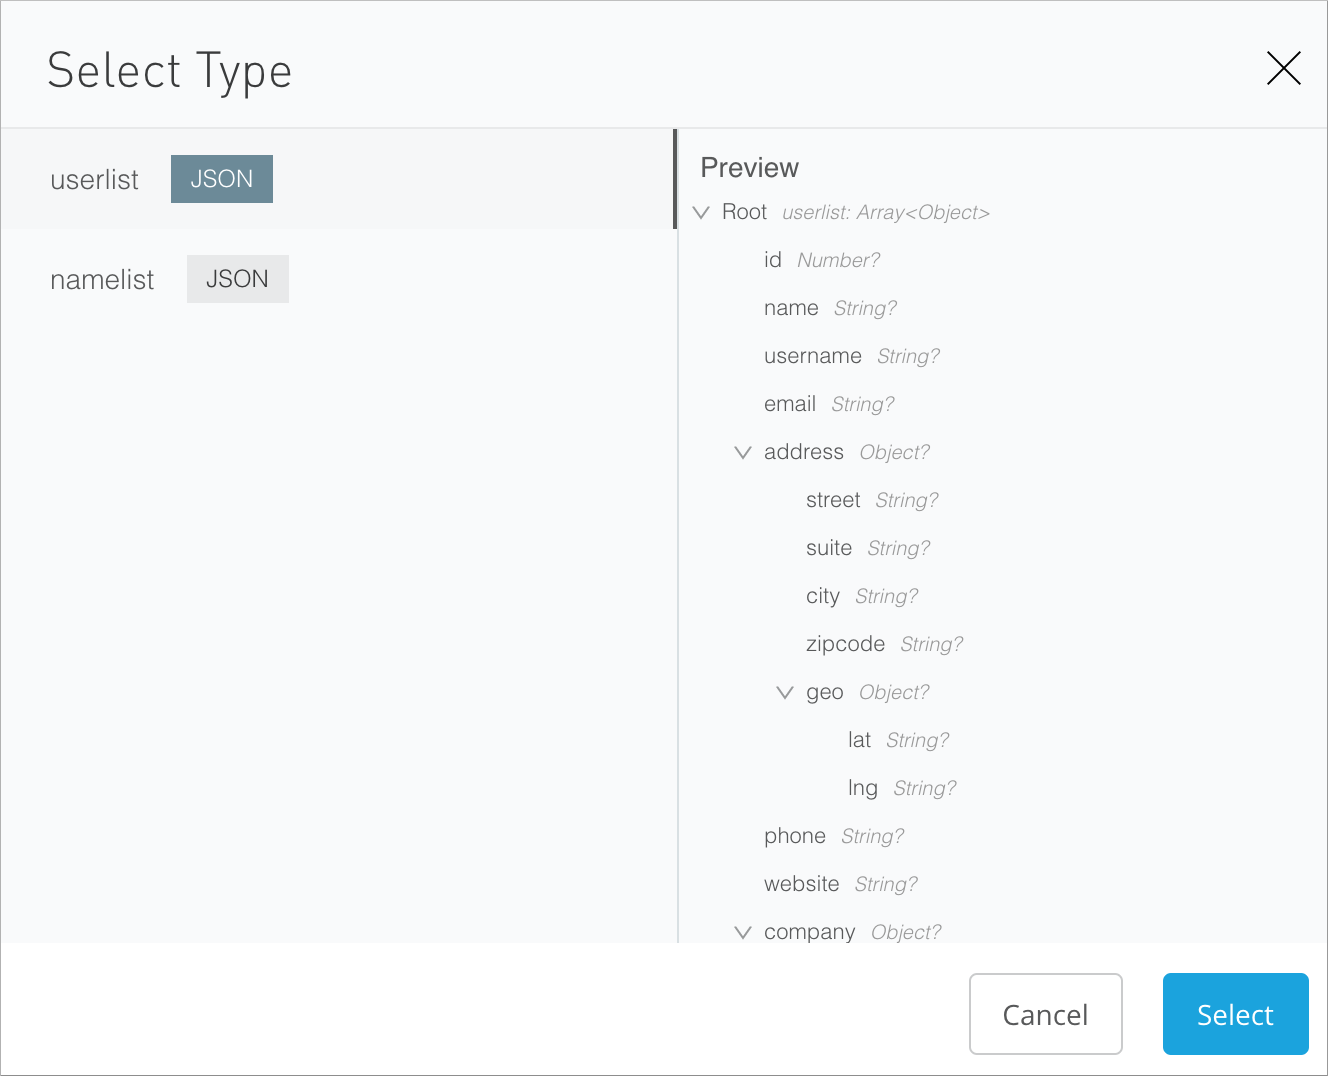 Select Type
userlist JSON
namelist JSON
Preview
Root userlist: Array<Object>
id Number?
name String?
username String?
email String?
address Object?
street String?
suite String?
city String?
zipcode String?
geo Object?
lat String?
lng String?
phone String?
website String?
company Object?
Cancel Select